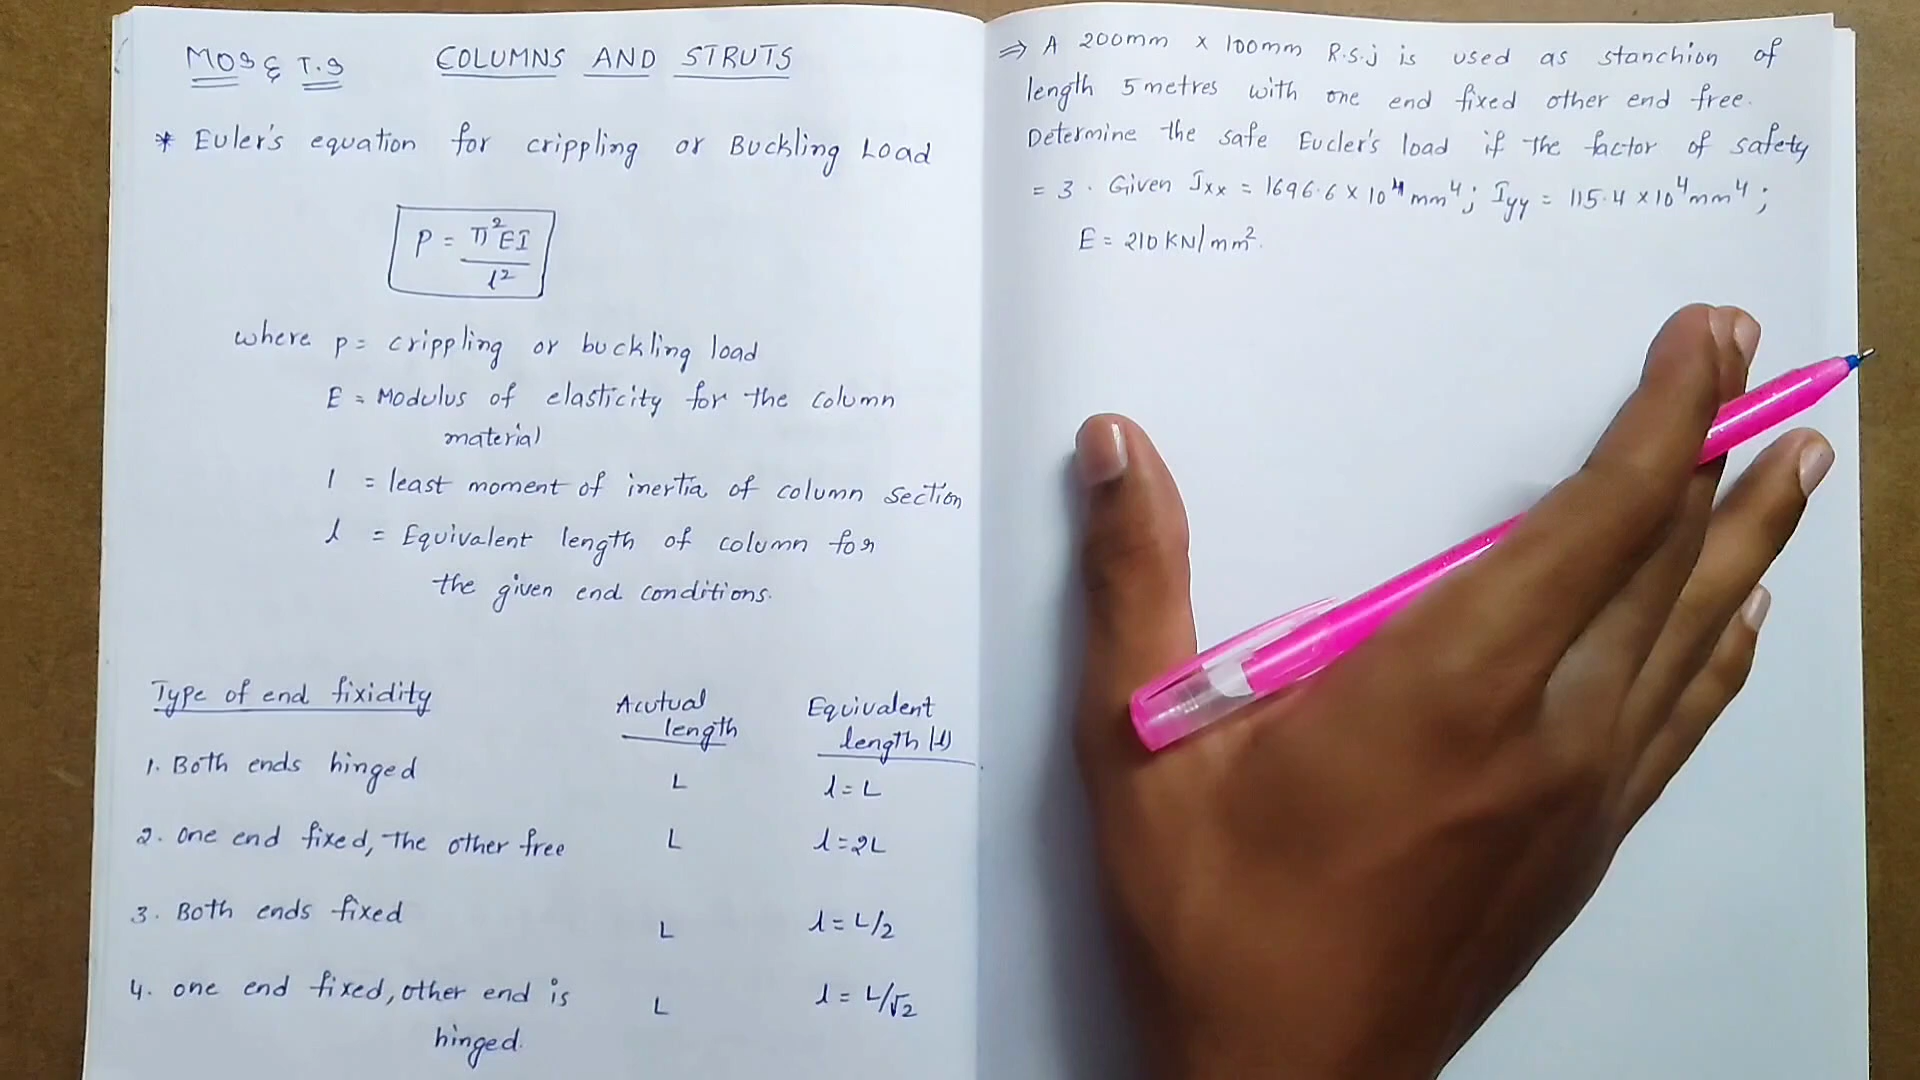 MOS & T.S COLUMNS AND STRUTS
* Euler's equation for crippling or Buckling Load
P = π²EI / l²
where P = crippling or buckling load
E = Modulus of elasticity for the column
material
I = least moment of inertia of column section
l = Equivalent length of column for
the given end conditions.
Type of end fixidity Acutual length Equivalent length (l)
1. Both ends hinged L l = L
2. one end fixed, The other free L l = 2L
3. Both ends fixed L l = L/2
4. one end fixed, other end is L l = L/√2
hinged.
⇒ A 200mm x 100mm R.S.j is used as stanchion of
length 5 metres with one end fixed other end free.
Determine the safe Eucler's load if the factor of safety
= 3. Given Ixx = 1696.6 x 10⁴ mm⁴; Iyy = 115.4 x 10⁴ mm⁴;
E = 210 KN/mm².